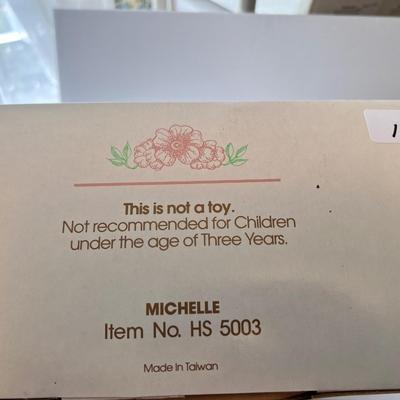 This is not a toy.
Not recommended for Children
under the age of Three Years.
MICHELLE
Item No. HS 5003
Made In Taiwan